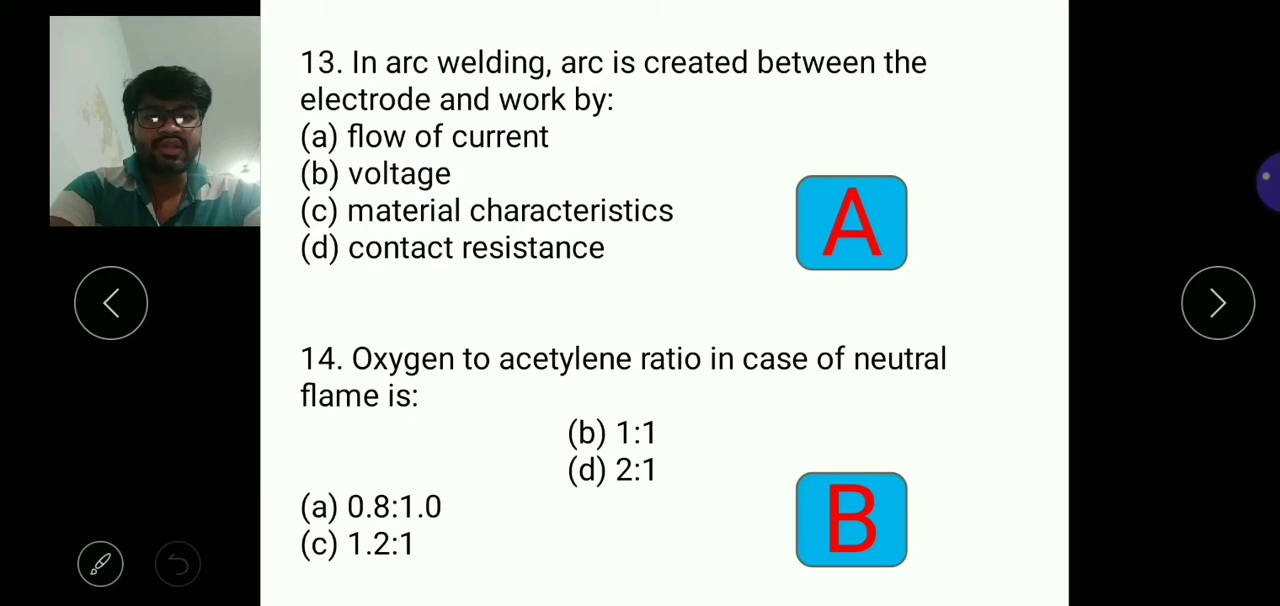 13. In arc welding, arc is created between the
electrode and work by:
(a) flow of current
(b) voltage
(c) material characteristics
(d) contact resistance
A
14. Oxygen to acetylene ratio in case of neutral
flame is:
(b) 1:1
(d) 2:1
(a) 0.8:1.0
(c) 1.2:1
B